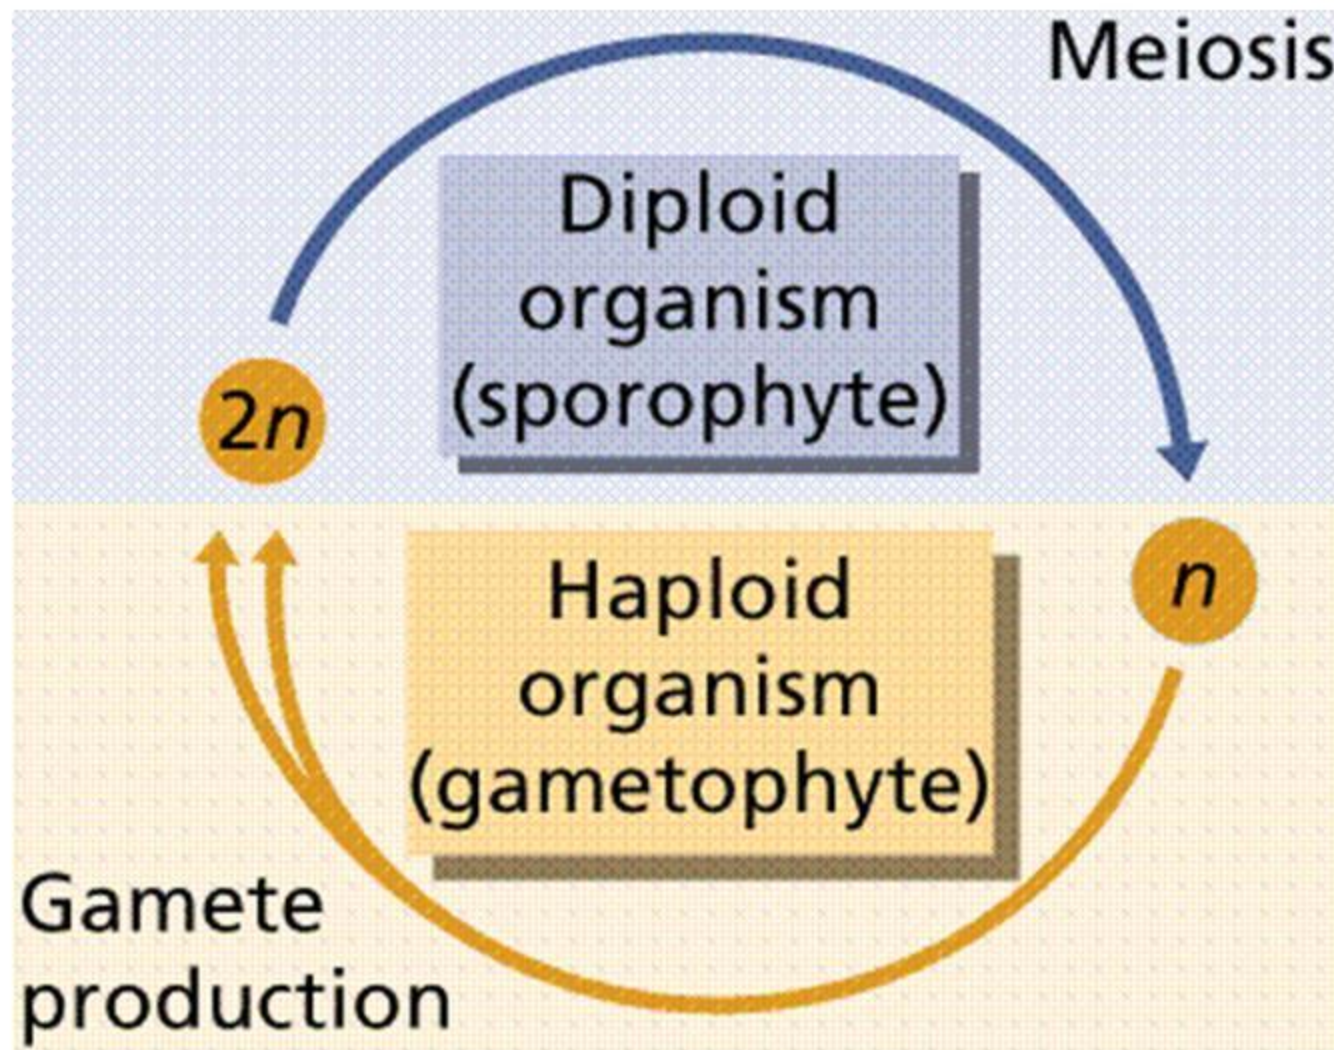 Meiosis
Diploid
organism
(sporophyte)
2n
Haploid
organism
(gametophyte)
n
Gamete
production